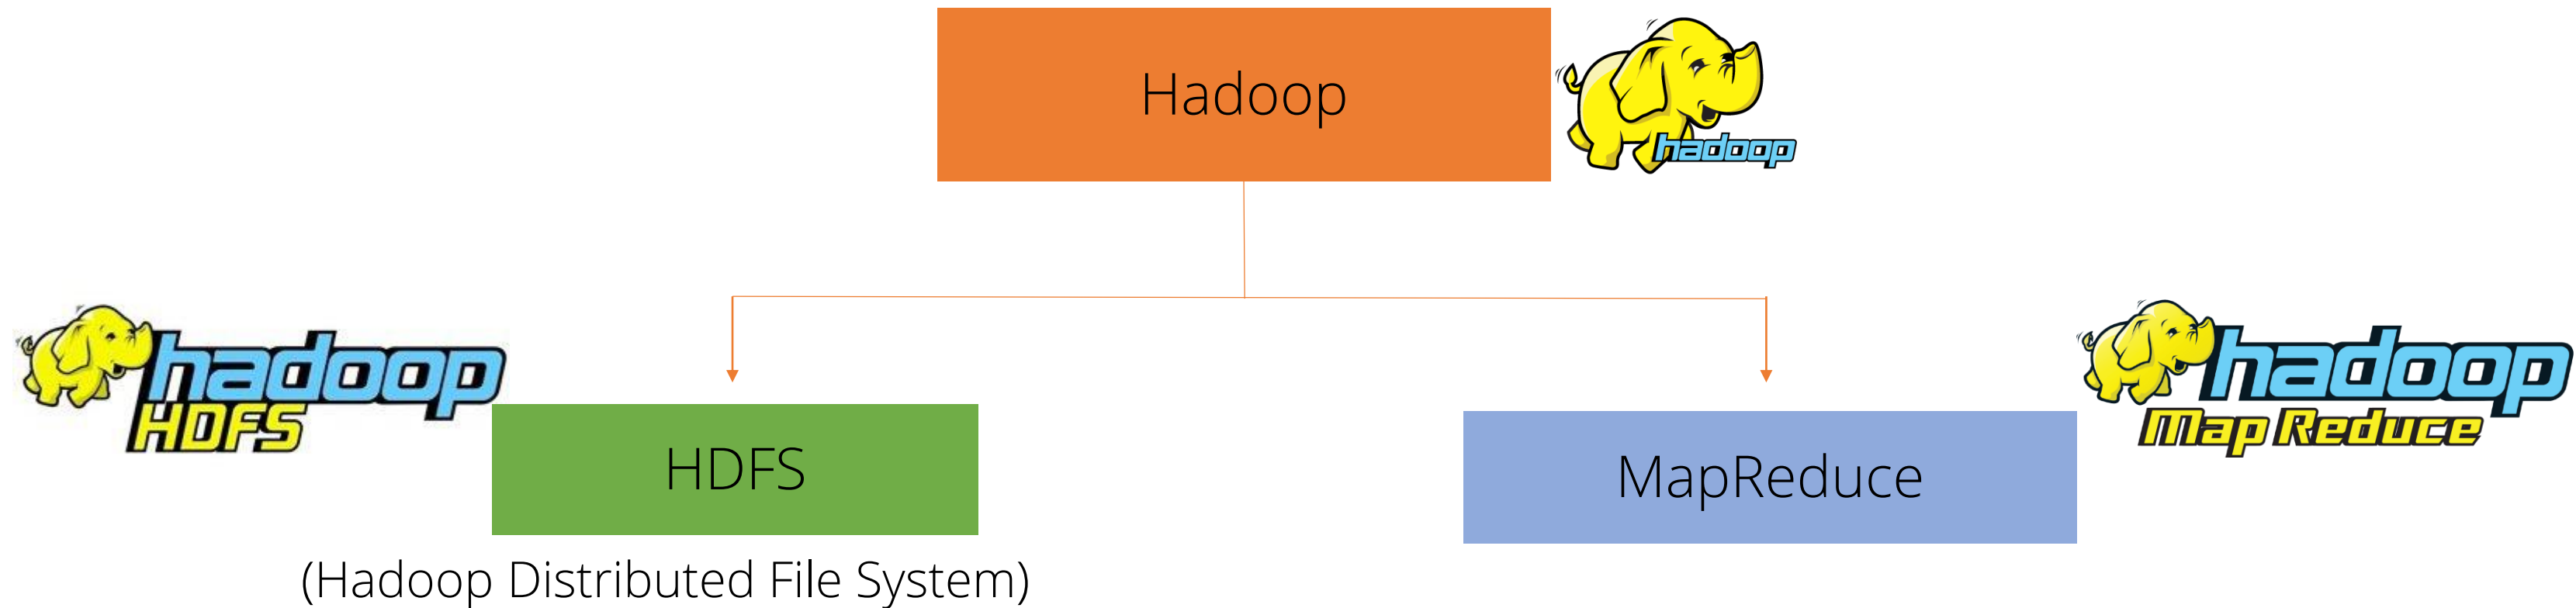 Hadoop
hadoop
hadoop
HDFS
HDFS
(Hadoop Distributed File System)
MapReduce
hadoop
Map Reduce